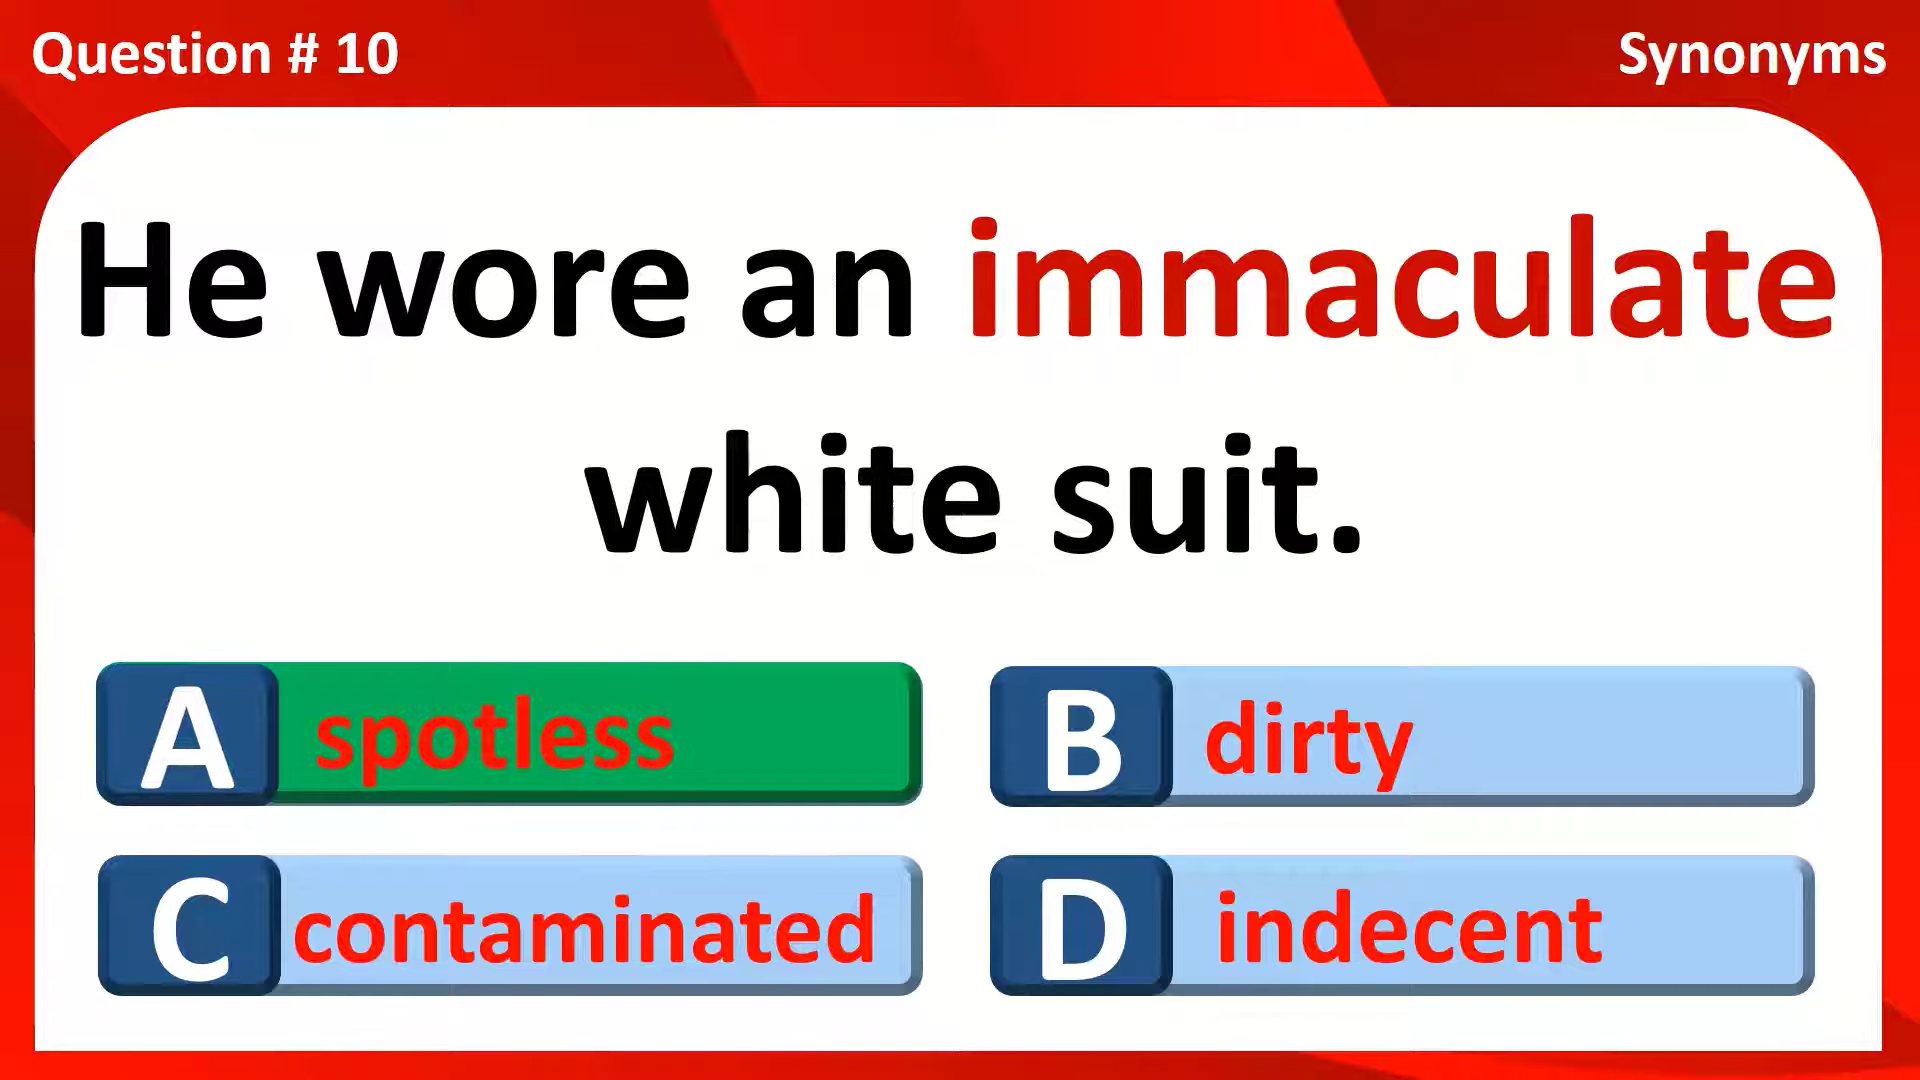 Question # 10
Synonyms
He wore an immaculate
white suit.
A spotless
B dirty
C contaminated
D indecent